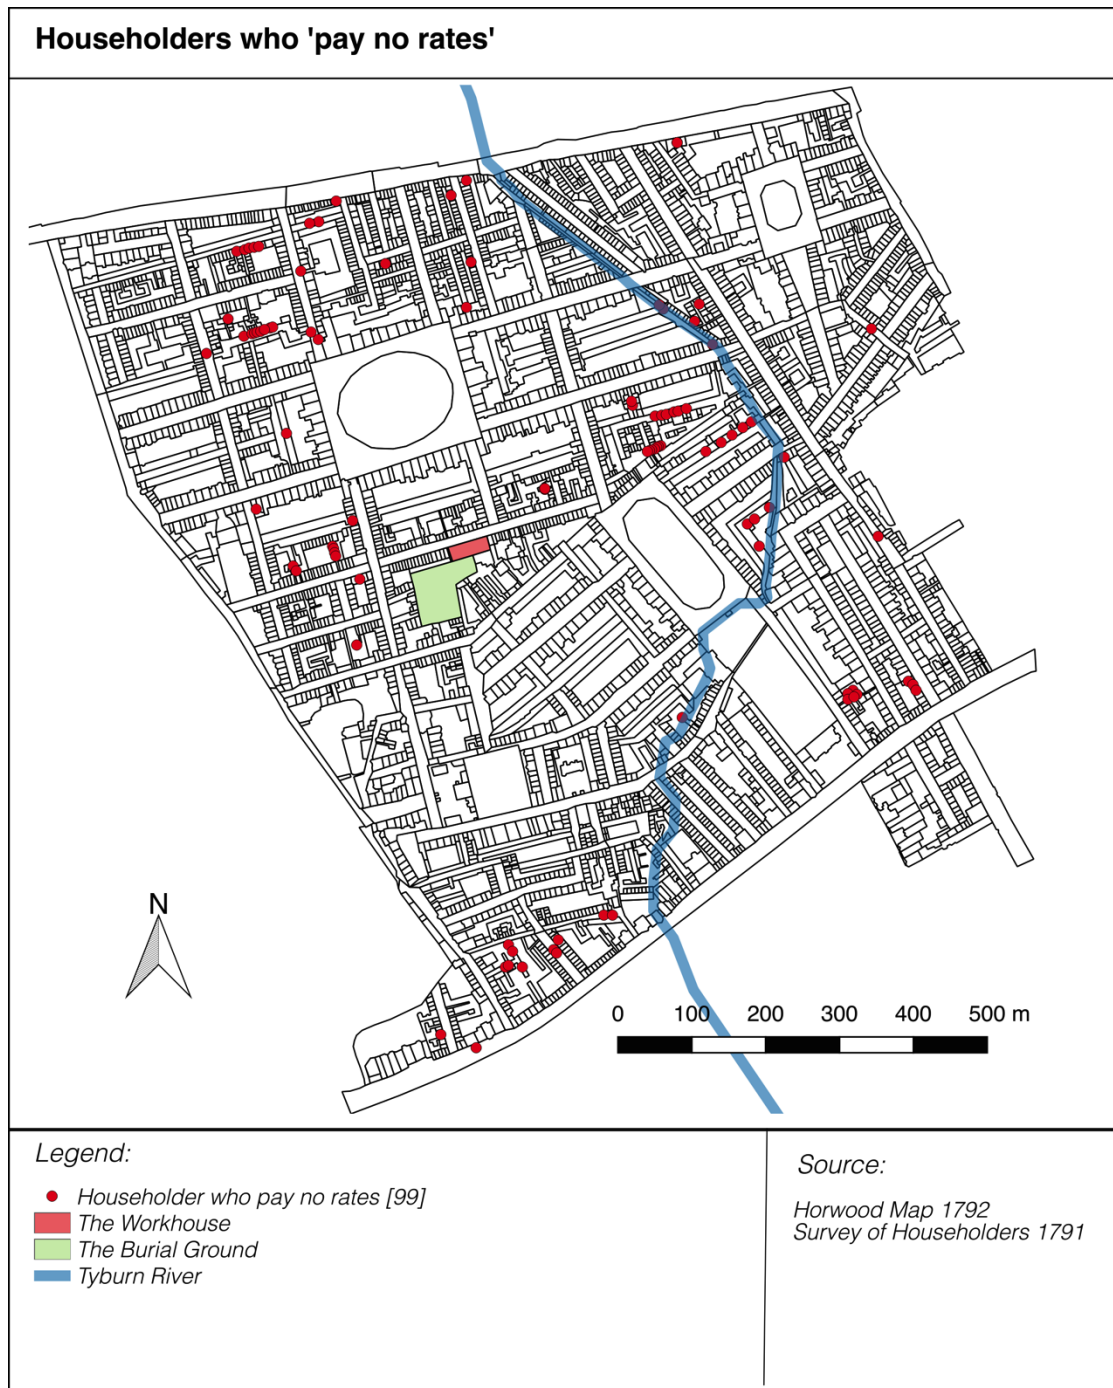 Householders who 'pay no rates'
N
0 100 200 300 400 500 m
Legend:
Householder who pay no rates [99]
The Workhouse
The Burial Ground
Tyburn River
Source:
Horwood Map 1792
Survey of Householders 1791